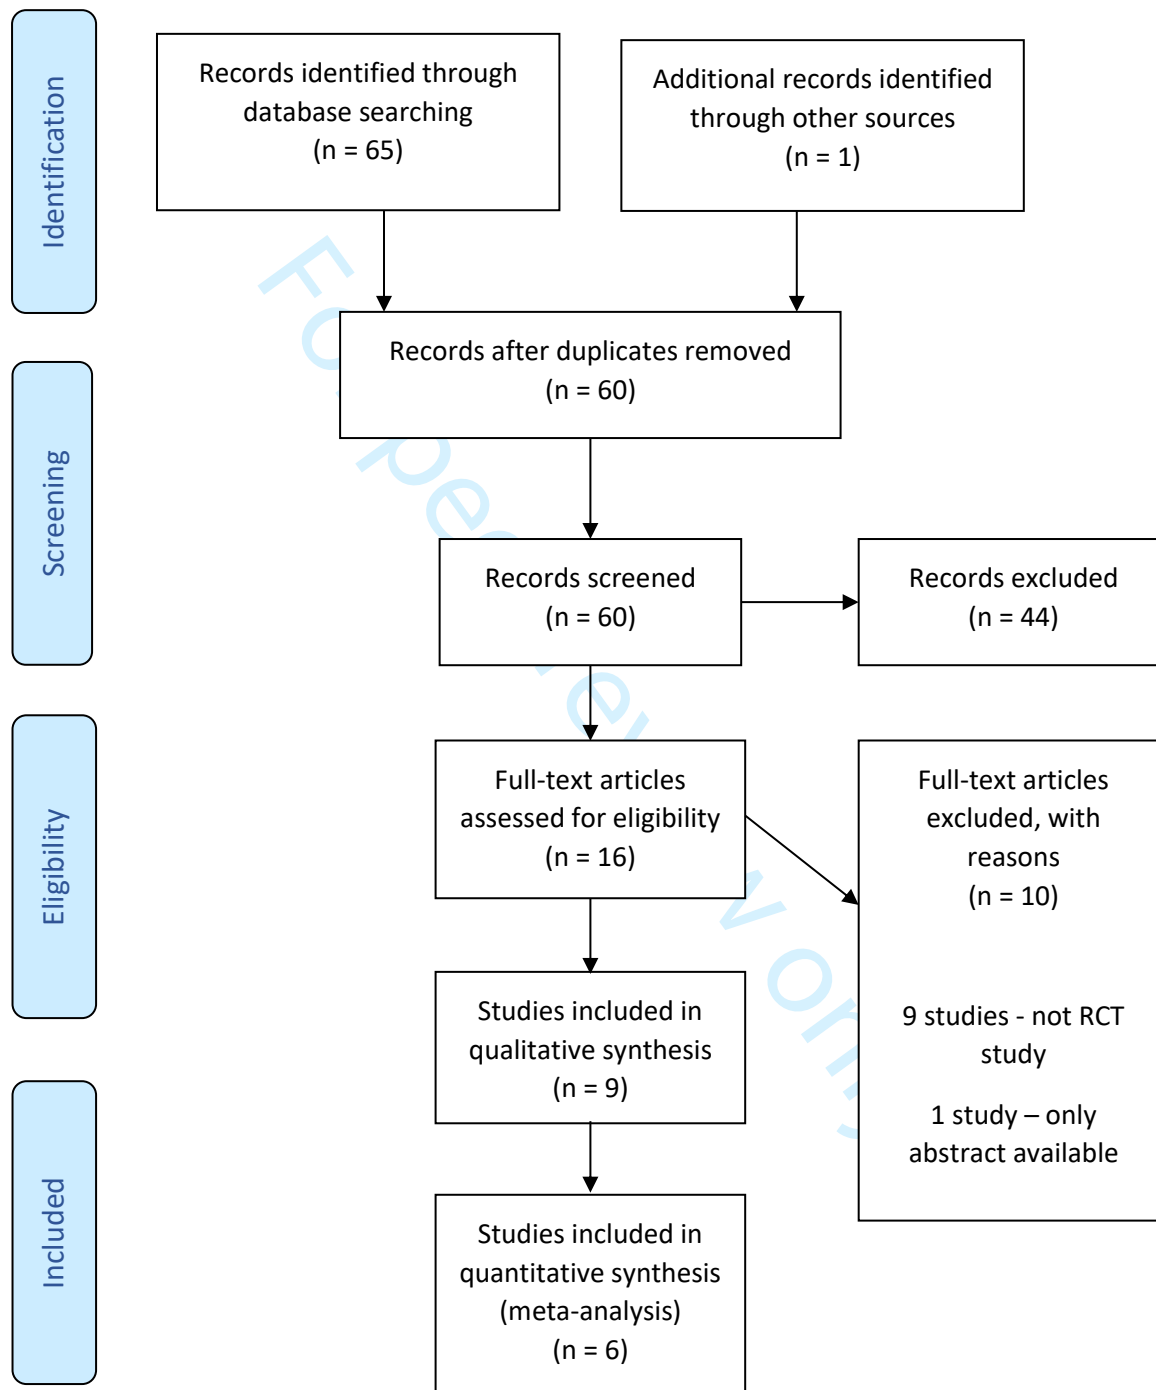 Identification
Records identified through
database searching
(n = 65)
Additional records identified
through other sources
(n = 1)
Records after duplicates removed
(n = 60)
Screening
Records screened
(n = 60)
Records excluded
(n = 44)
Eligibility
Full-text articles
assessed for eligibility
(n = 16)
Full-text articles
excluded, with
reasons
(n = 10)
9 studies - not RCT
study
1 study – only
abstract available
Studies included in
qualitative synthesis
(n = 9)
Included
Studies included in
quantitative synthesis
(meta-analysis)
(n = 6)